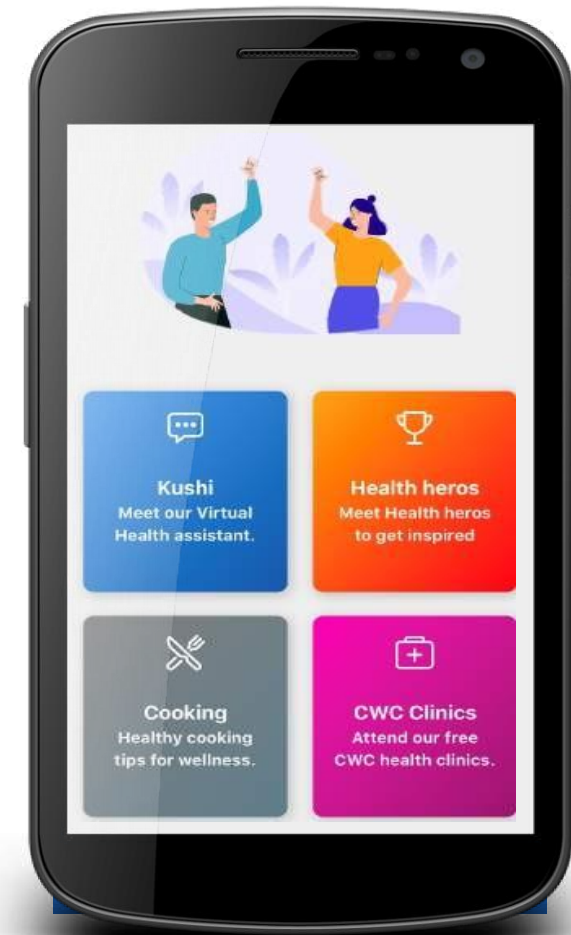 Kushi
Meet our Virtual
Health assistant.
Health heros
Meet Health heros
to get inspired
Cooking
Healthy cooking
tips for wellness.
CWC Clinics
Attend our free
CWC health clinics.